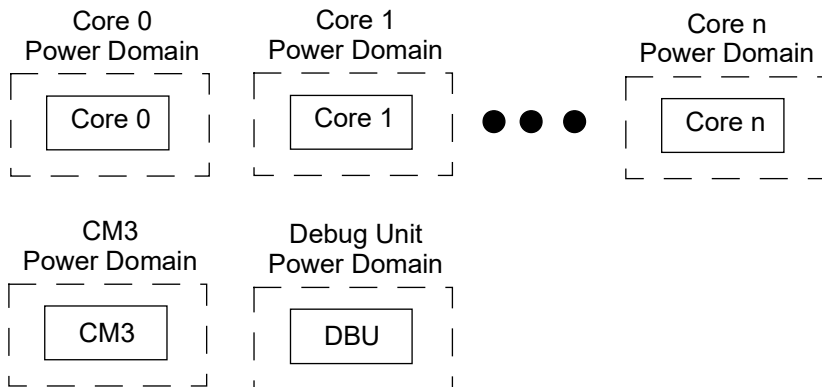 Core 0
Power Domain
Core 0
Core 1
Power Domain
Core 1
Core n
Power Domain
Core n
CM3
Power Domain
CM3
Debug Unit
Power Domain
DBU